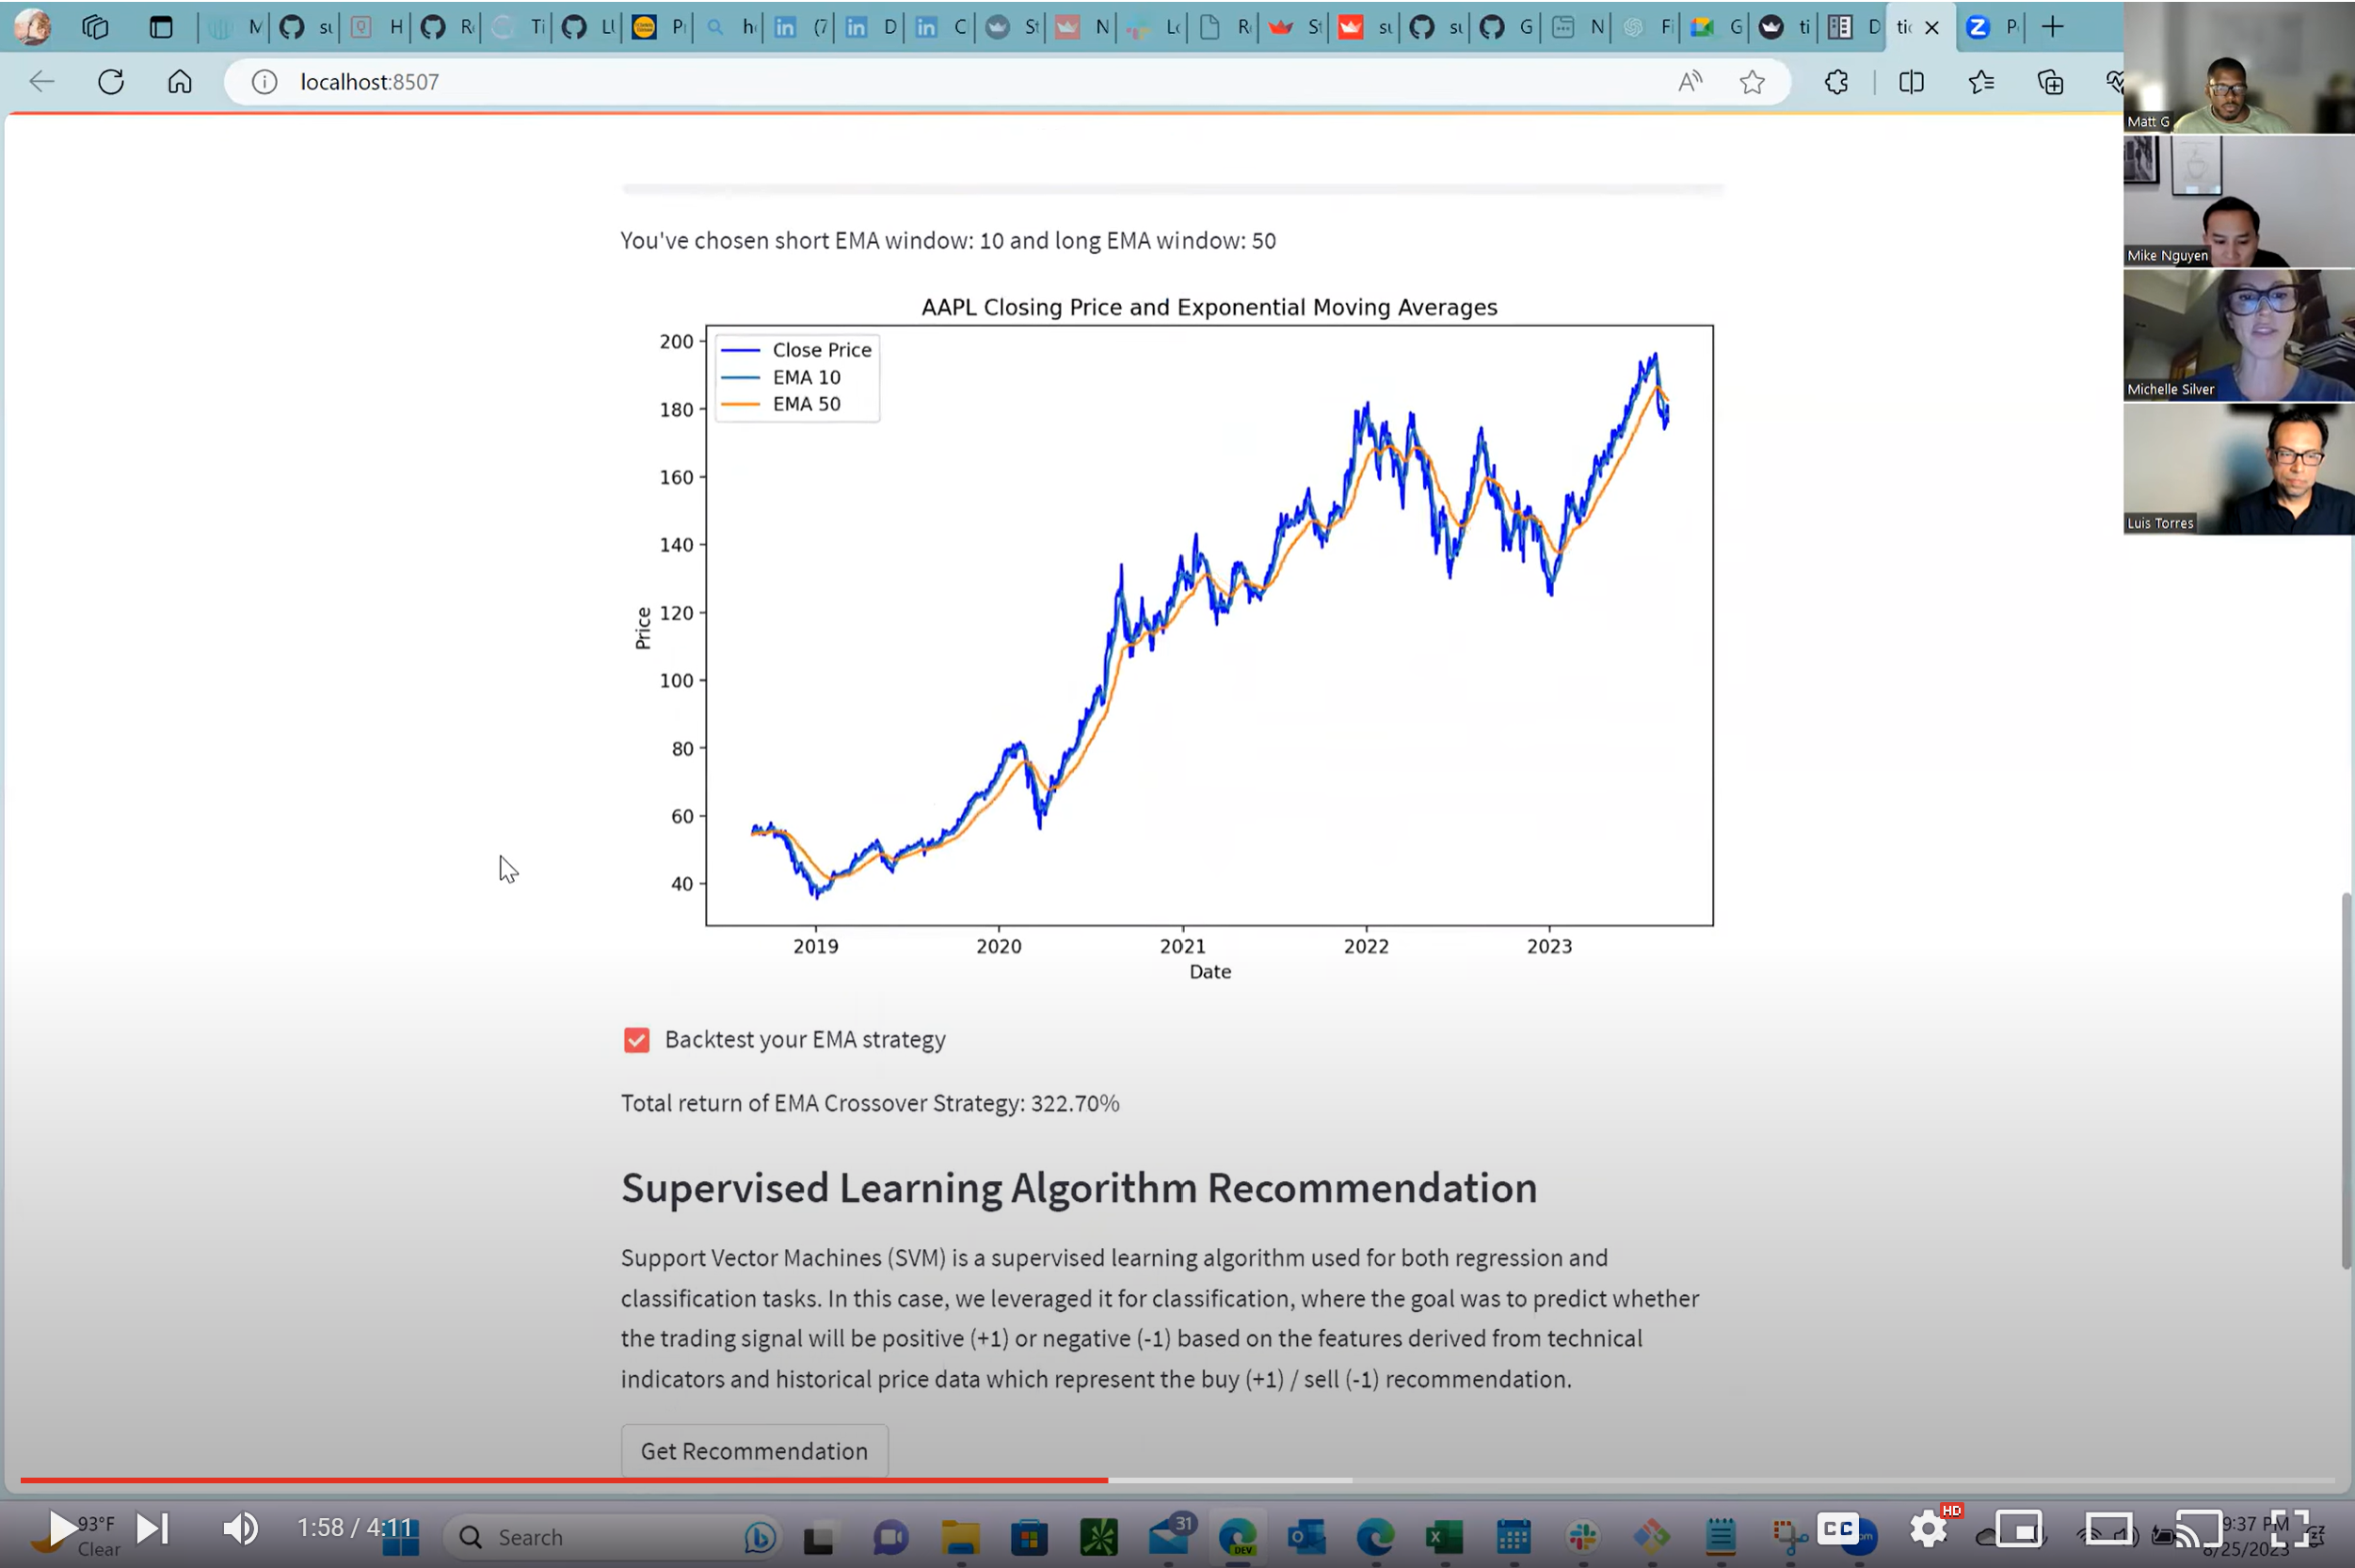 M
H
Ti
(7
D
C
N
G
N
G
ti
D
localhost:8507
Matt G
Mike Nguyen
Michelle Silver
Luis Torres
You've chosen short EMA window: 10 and long EMA window: 50
AAPL Closing Price and Exponential Moving Averages
Close Price
EMA 10
EMA 50
200
180
160
140
120
100
80
60
40
Price
2019 2020 2021 2022 2023
Date
Backtest your EMA strategy
Total return of EMA Crossover Strategy: 322.70%
Supervised Learning Algorithm Recommendation
Support Vector Machines (SVM) is a supervised learning algorithm used for both regression and
classification tasks. In this case, we leveraged it for classification, where the goal was to predict whether
the trading signal will be positive (+1) or negative (-1) based on the features derived from technical
indicators and historical price data which represent the buy (+1) / sell (-1) recommendation.
Get Recommendation
93°F
Clear
1:58 / 4:11
Search
31
DEV
CC
HD
9:37 PM
8/25/2023